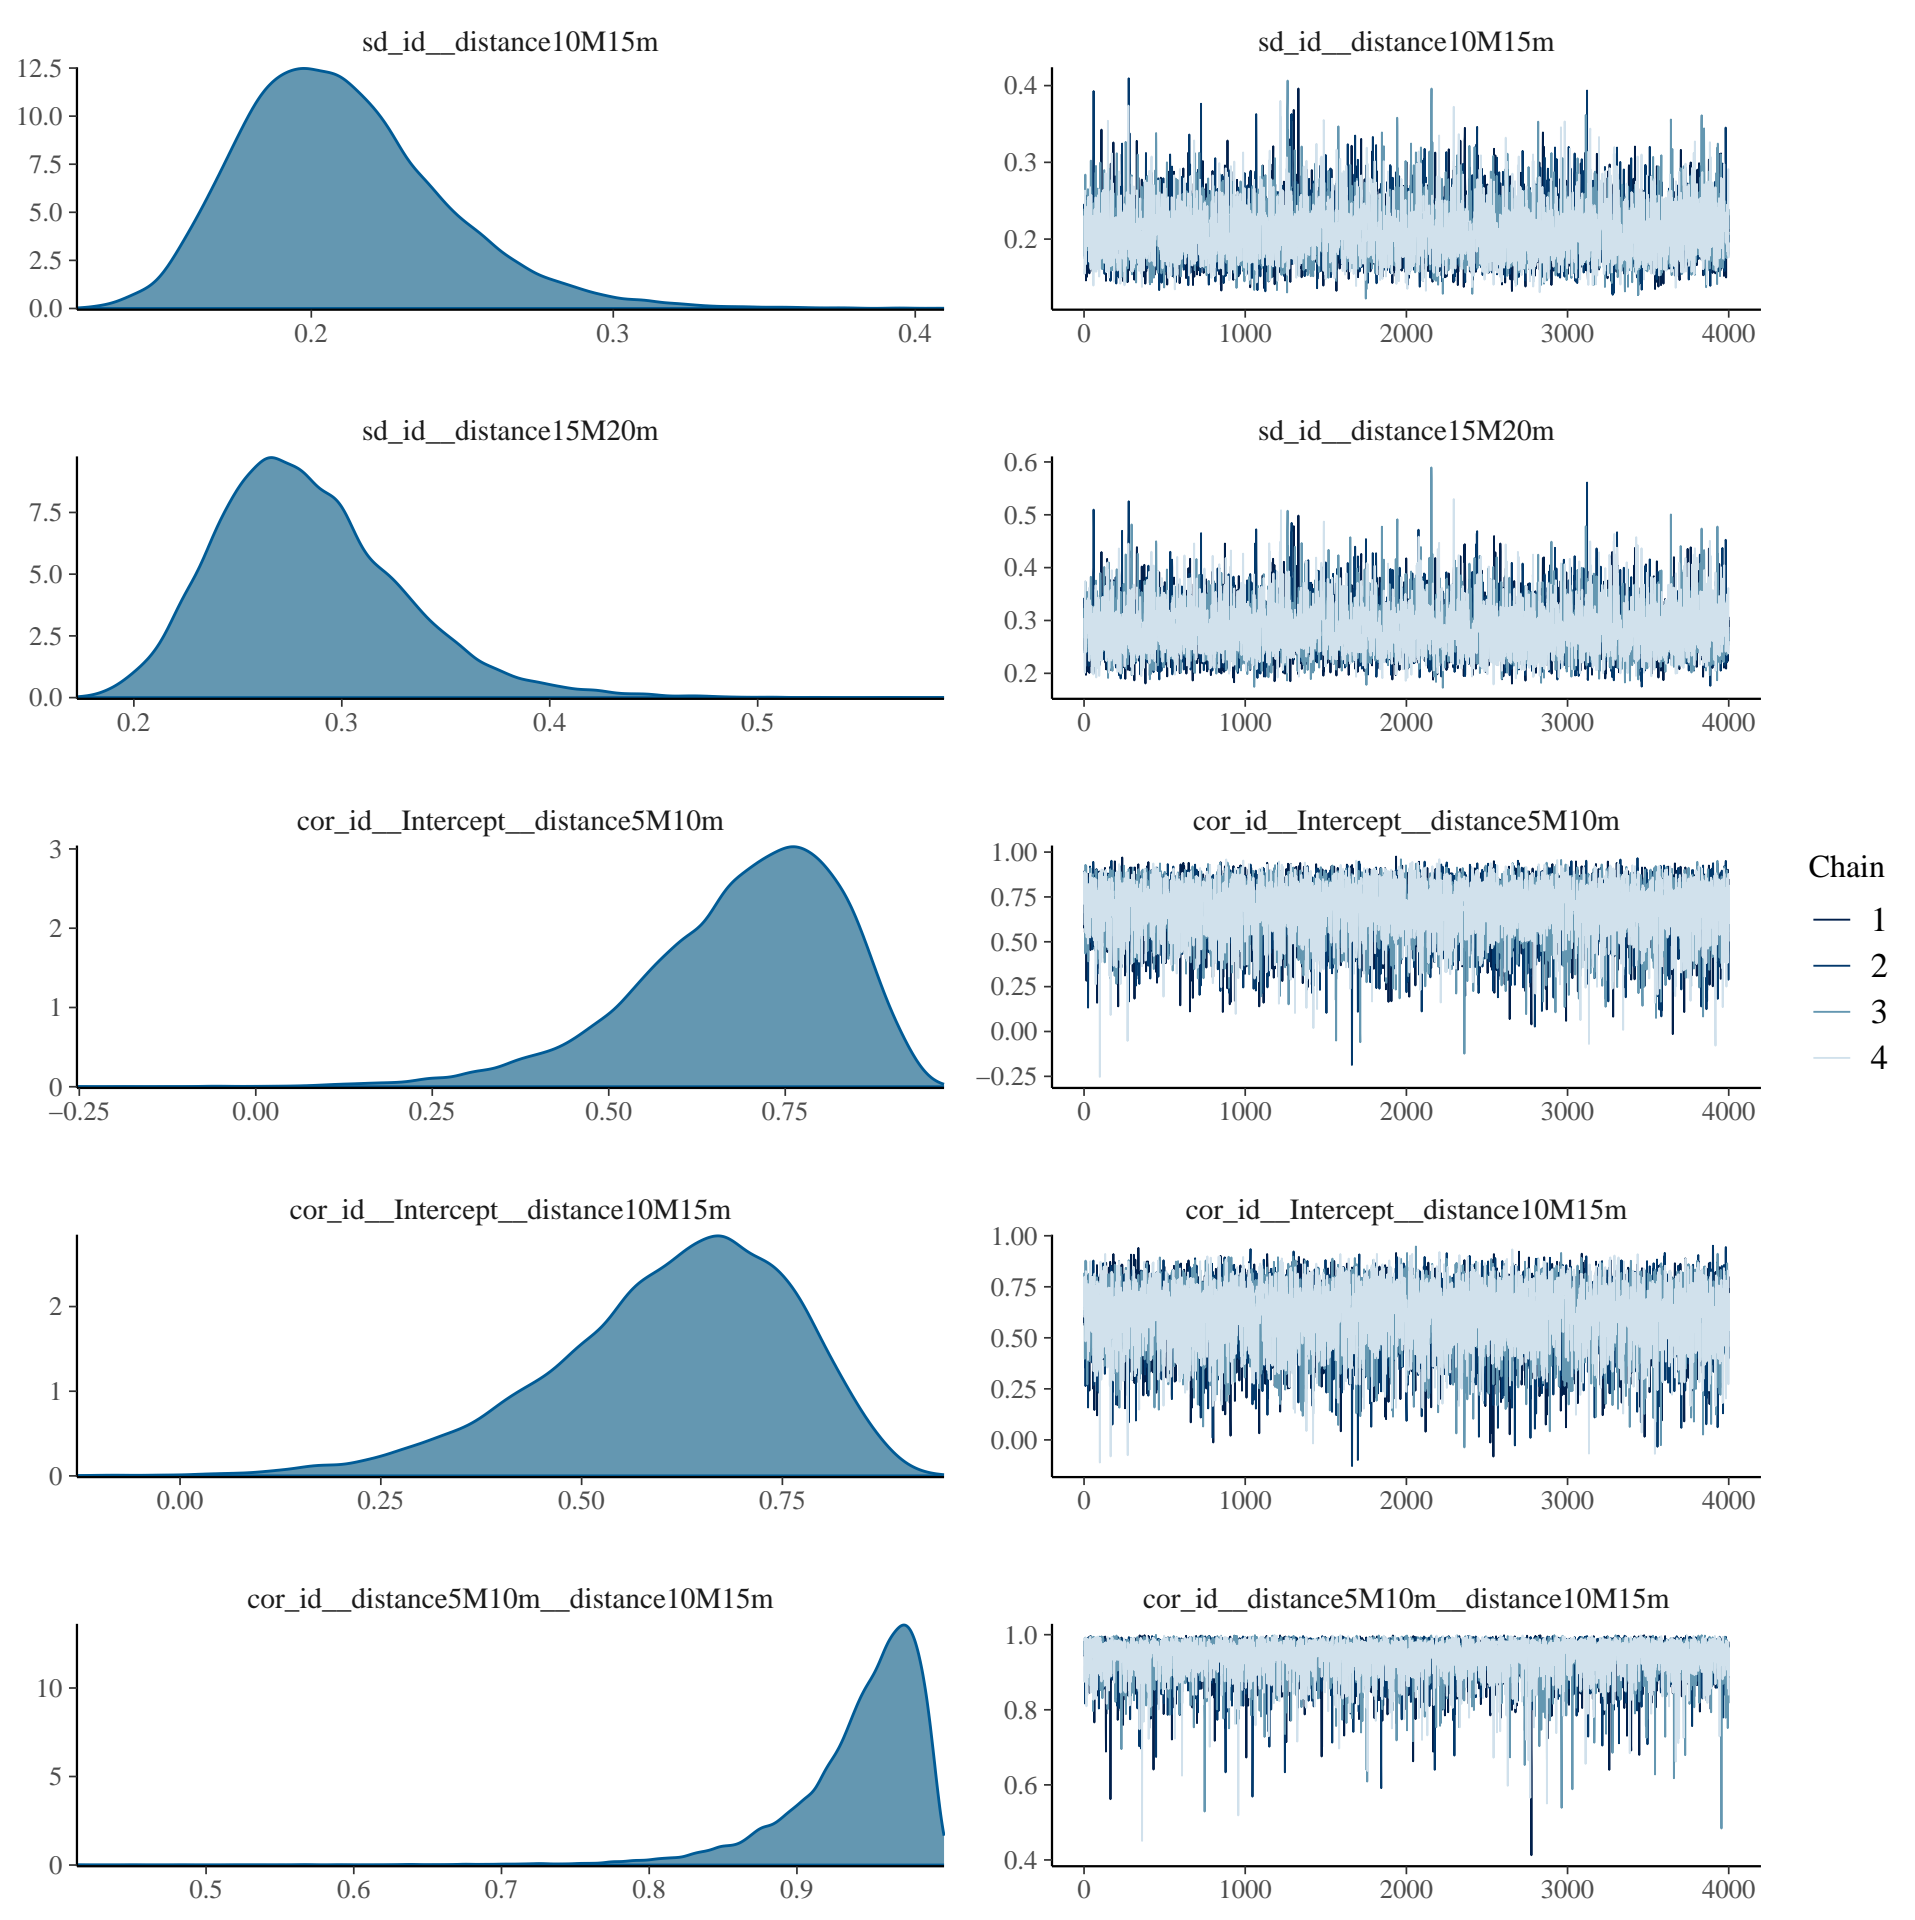 sd_id__distance10M15m
12.5
10.0
7.5
5.0
2.5
0.0
0.2 0.3 0.4
sd_id__distance10M15m
0.4
0.3
0.2
0 1000 2000 3000 4000
sd_id__distance15M20m
7.5
5.0
2.5
0.0
0.2 0.3 0.4 0.5
sd_id__distance15M20m
0.6
0.5
0.4
0.3
0.2
0 1000 2000 3000 4000
cor_id__Intercept__distance5M10m
3
2
1
0
−0.25 0.00 0.25 0.50 0.75
cor_id__Intercept__distance5M10m
1.00
0.75
0.50
0.25
0.00
−0.25
0 1000 2000 3000 4000
Chain
1
2
3
4
cor_id__Intercept__distance10M15m
2
1
0
0.00 0.25 0.50 0.75
cor_id__Intercept__distance10M15m
1.00
0.75
0.50
0.25
0.00
0 1000 2000 3000 4000
cor_id__distance5M10m__distance10M15m
10
5
0
0.5 0.6 0.7 0.8 0.9
cor_id__distance5M10m__distance10M15m
1.0
0.8
0.6
0.4
0 1000 2000 3000 4000